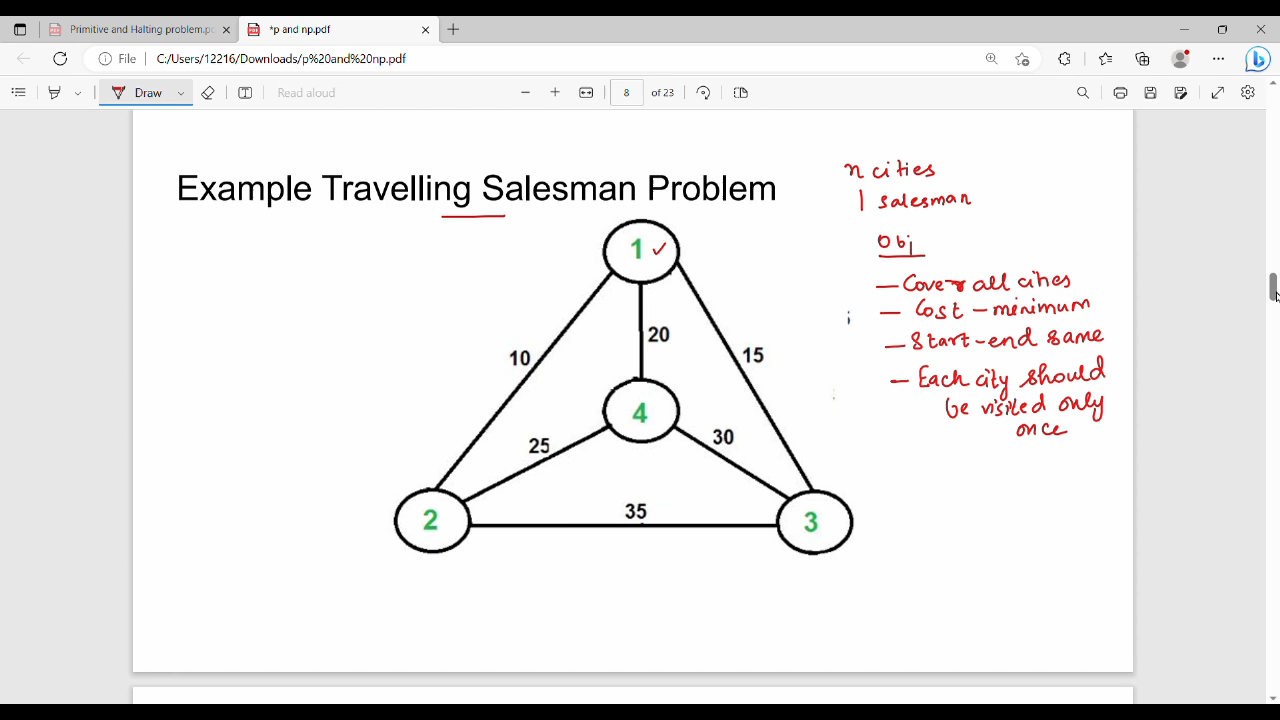 Primitive and Halting problem.pc
*p and np.pdf
File
C:/Users/12216/Downloads/p%20and%20np.pdf
Draw
Read aloud
8 of 23
Example Travelling Salesman Problem
n cities
1 salesman
Obj
— Cover all cities
— Cost - minimum
— Start-end same
— Each city should
be visited only
once
1
20
10
15
4
25
30
35
2
3